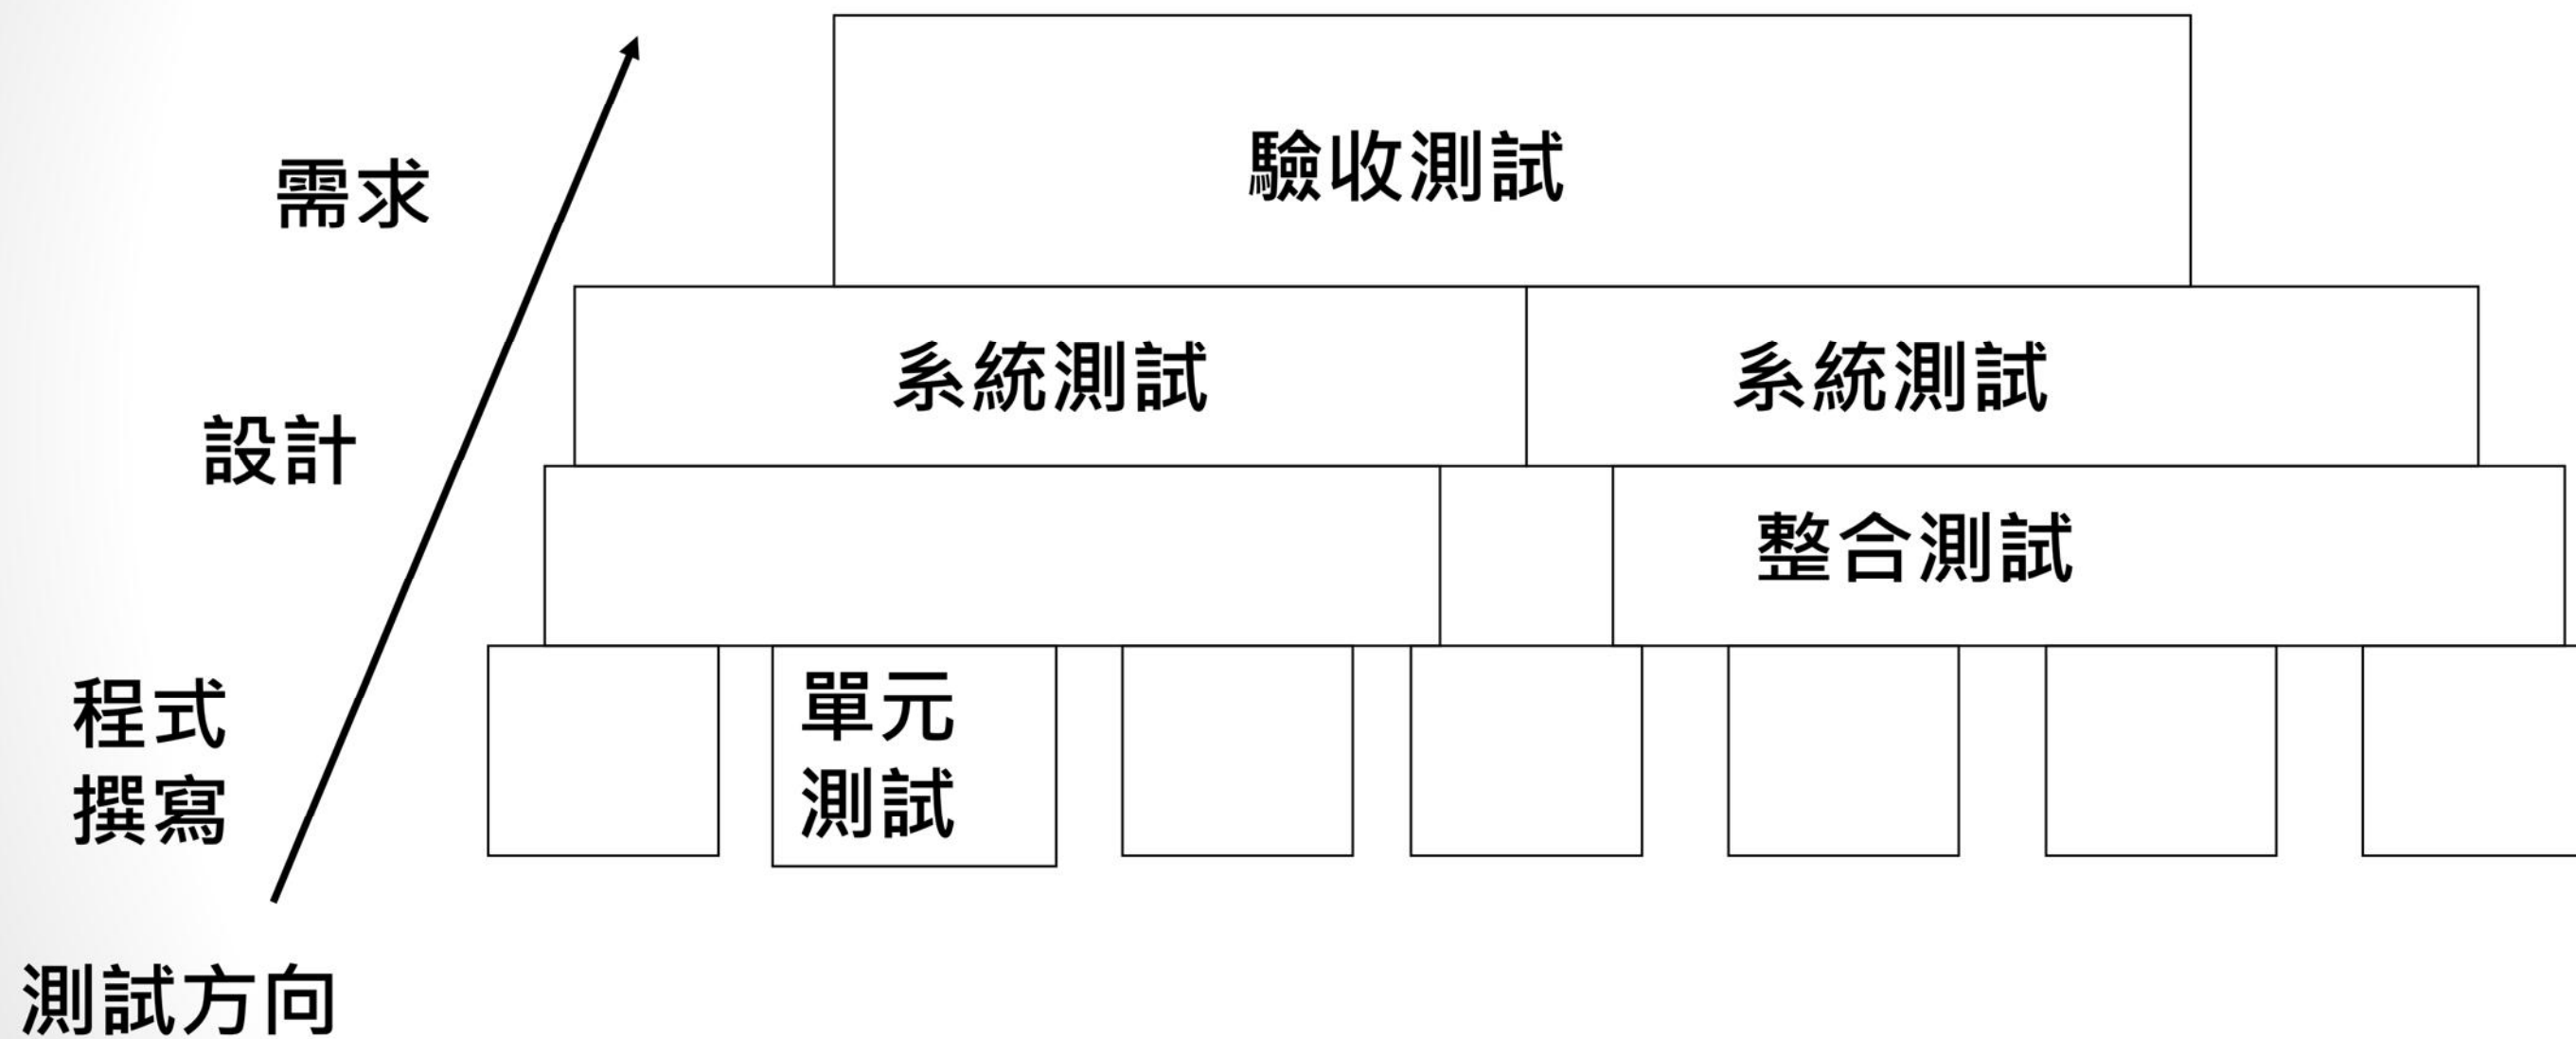 驗收測試
需求
系統測試
系統測試
設計
整合測試
程式
撰寫
單元
測試
測試方向